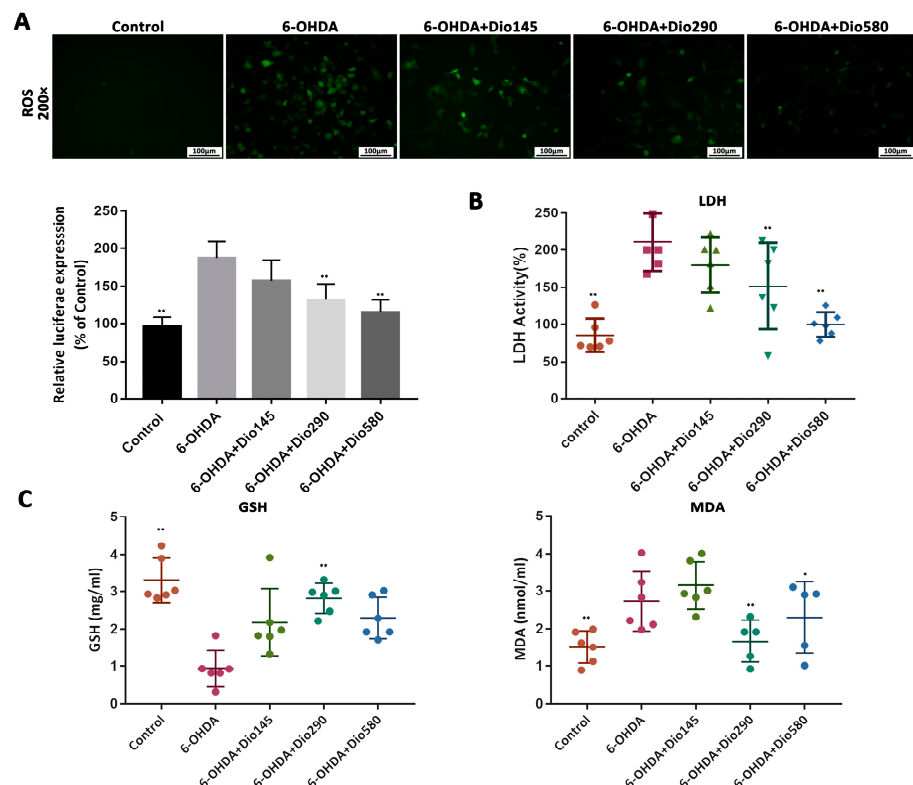 A
Control
6-OHDA
6-OHDA+Dio145
6-OHDA+Dio290
6-OHDA+Dio580
ROS
200×
100μm
100μm
100μm
100μm
100μm
Relative luciferae expresssion
(% of Control)
250
200
150
100
50
0
**
**
**
Control
6-OHDA
6-OHDA+Dio145
6-OHDA+Dio290
6-OHDA+Dio580
B
LDH
LDH Activity(%)
250
200
150
100
50
0
**
**
**
control
6-OHDA
6-OHDA+Dio145
6-OHDA+Dio290
6-OHDA+Dio580
C
GSH
GSH (mg/ml)
5
4
3
2
1
0
**
**
Control
6-OHDA
6-OHDA+Dio145
6-OHDA+Dio290
6-OHDA+Dio580
MDA
MDA (nmol/ml)
5
4
3
2
1
0
**
**
*
Control
6-OHDA
6-OHDA+Dio145
6-OHDA+Dio290
6-OHDA+Dio580